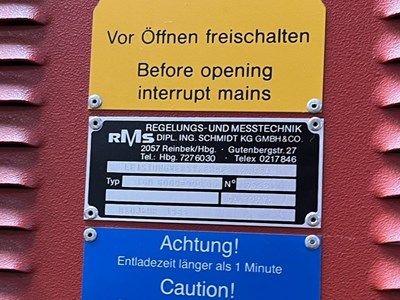 Vor Öffnen freischalten
Before opening
interrupt mains
RMS
REGELUNGS-UND MESSTECHNIK
DIPL. ING. SCHMIDT KG GMBH & CO.
2057 Reinbek/Hbg. · Gutenbergstr. 27
Tel.: Hbg. 7276030 · Telex 0217846
Typ
N°
Achtung!
Entladezeit länger als 1 Minute
Caution!